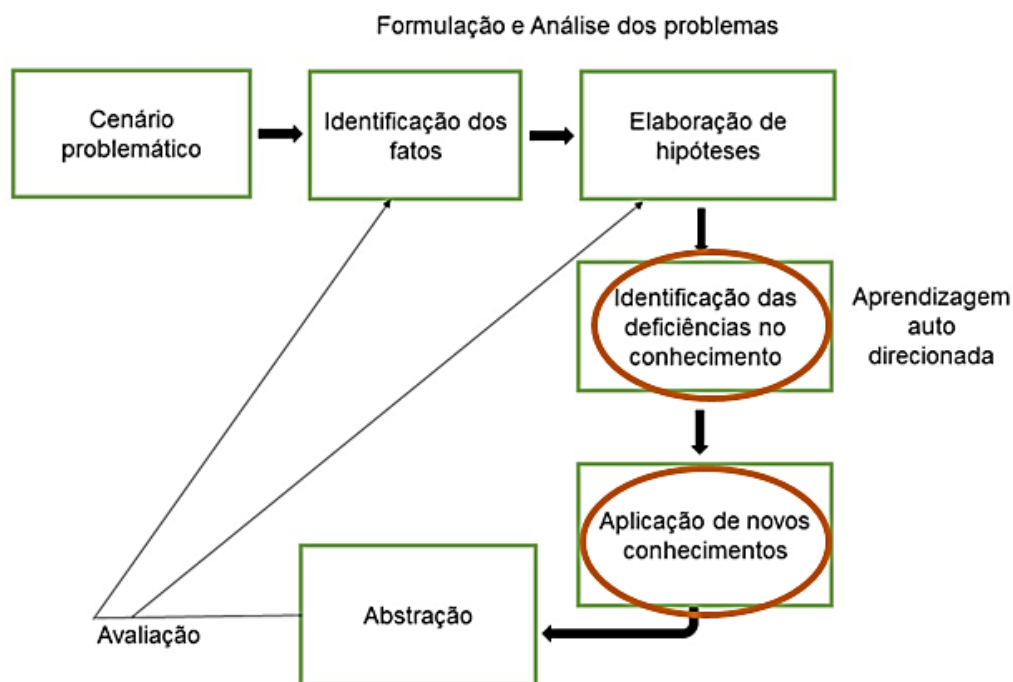 Formulação e Análise dos problemas
Cenário
problemático
Identificação dos
fatos
Elaboração de
hipóteses
Identificação das
deficiências no
conhecimento
Aprendizagem
auto
direcionada
Aplicação de novos
conhecimentos
Abstração
Avaliação